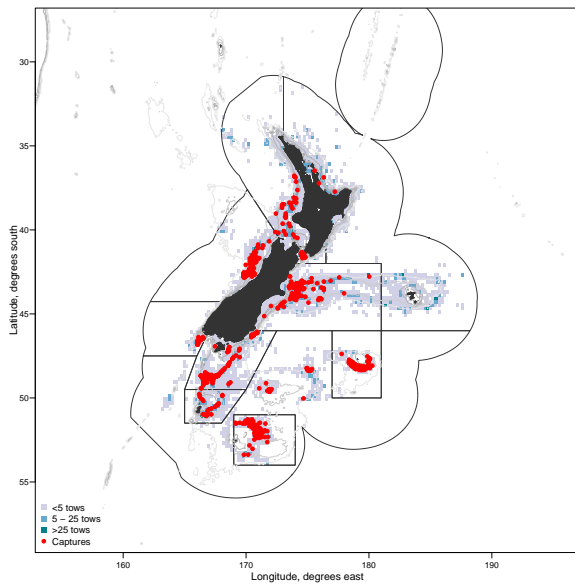 30
35
40
45
50
55
Latitude, degrees south
<5 tows
5 – 25 tows
>25 tows
Captures
160
170
180
190
Longitude, degrees east